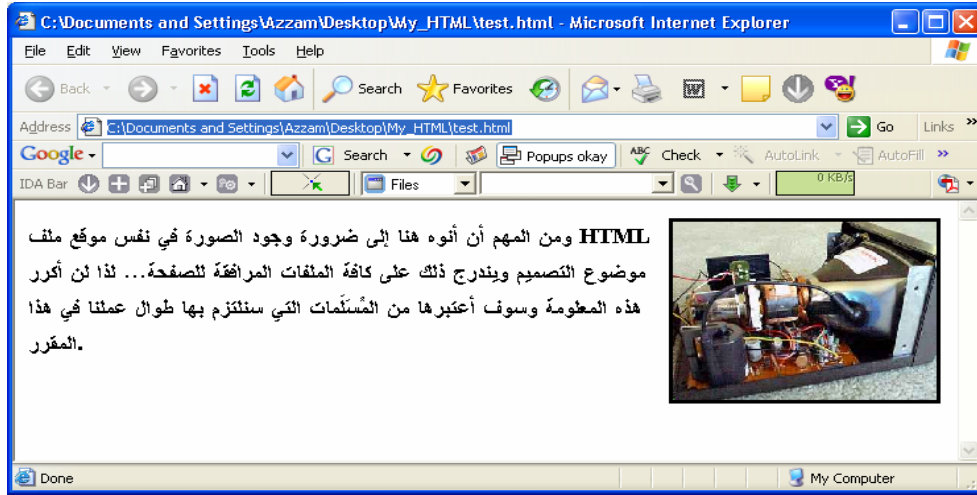 C:\Documents and Settings\Azzam\Desktop\My_HTML\test.html - Microsoft Internet Explorer
File Edit View Favorites Tools Help
Back Search Favorites
Address C:\Documents and Settings\Azzam\Desktop\My_HTML\test.html Go Links
Google Search Popups okay ABC Check AutoLink AutoFill
IDA Bar Files 0 KB/s
HTML ومن المهم أن أنوه هنا إلى ضرورة وجود الصورة في نفس موقع ملف
موضوع التصميم ويندرج ذلك على كافة الملفات المرافقة للصفحة... لذا لن أكرر
هذه المعلومة وسوف أعتبرها من المُسَلَّمات التي سنلتزم بها طوال عملنا في هذا
المقرر.
Done My Computer